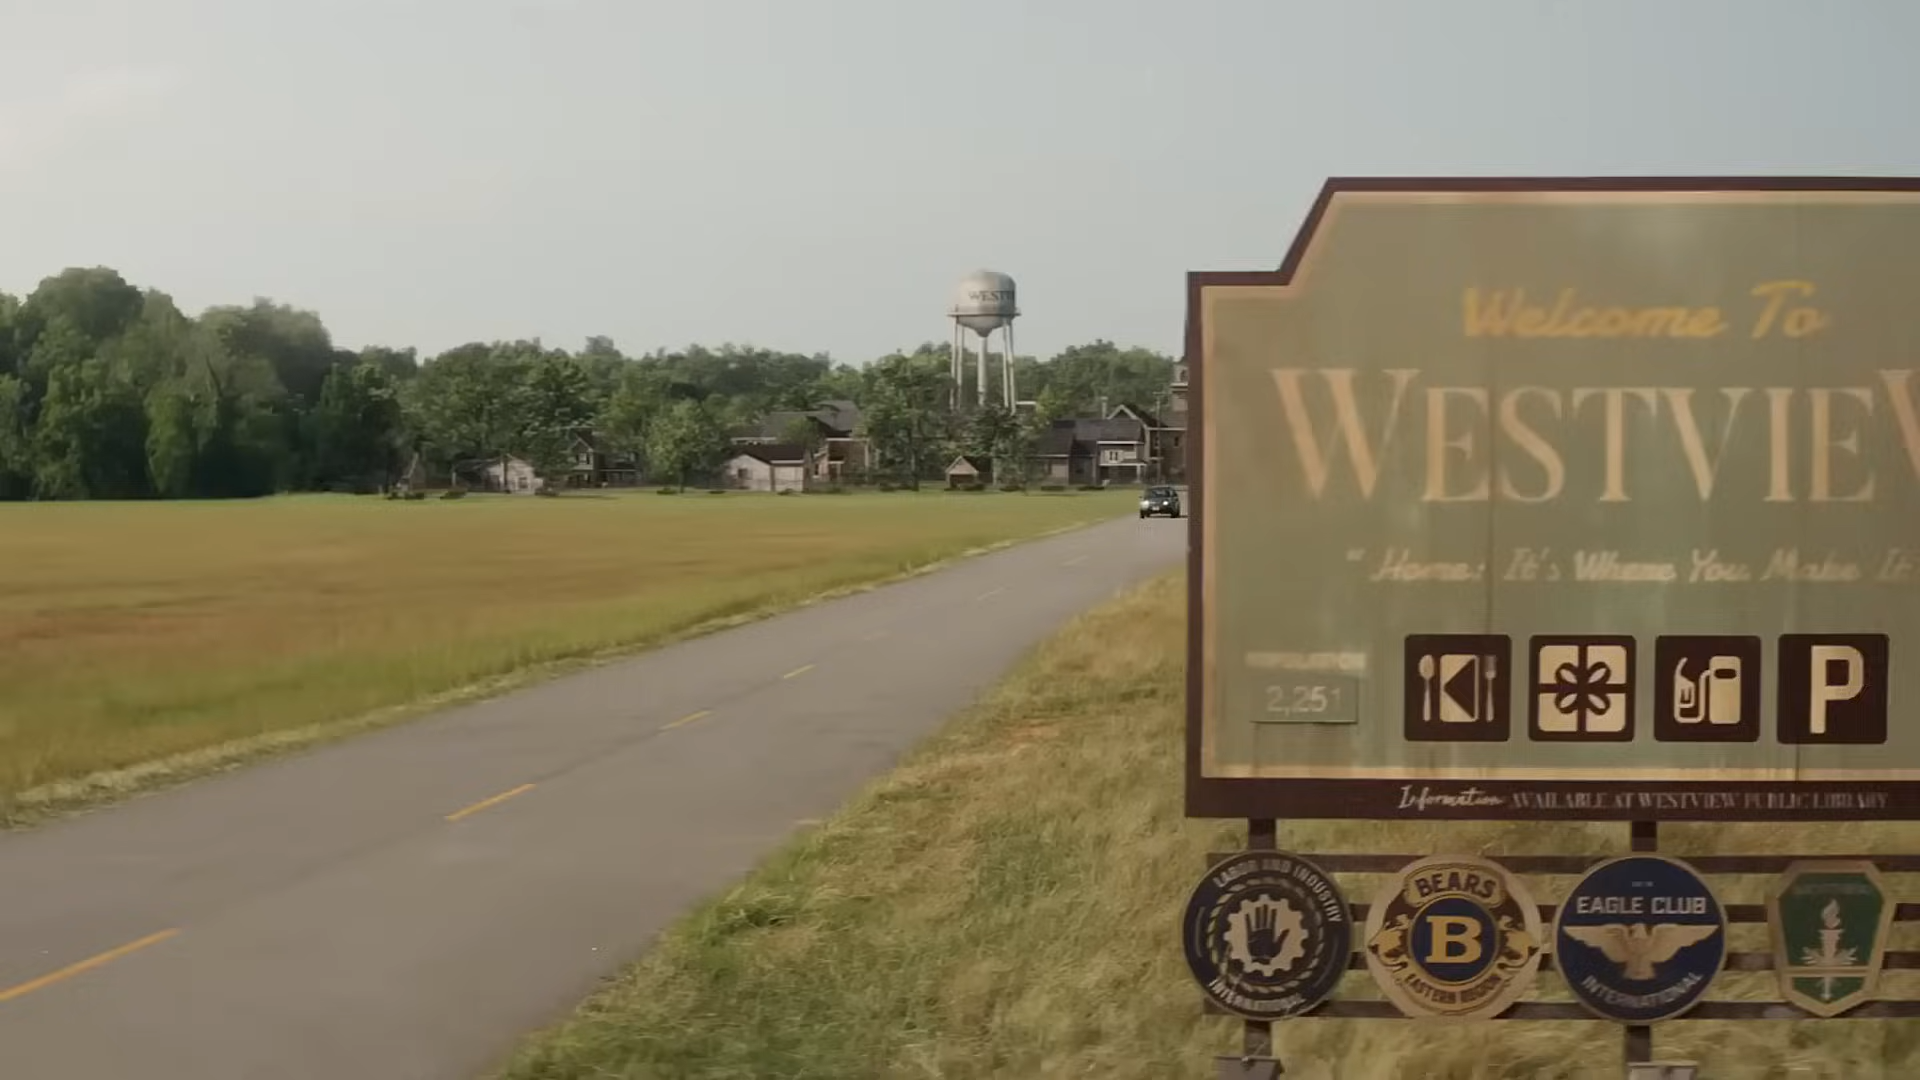 WESTV
Welcome To
WESTVIEW
"Home: It's Where You Make It"
POPULATION
2,251
P
Information AVAILABLE AT WESTVIEW PUBLIC LIBRARY
LABOR AND INDUSTRY
INTERNATIONAL
BEARS
B
EASTERN REGION
EAGLE CLUB
INTERNATIONAL